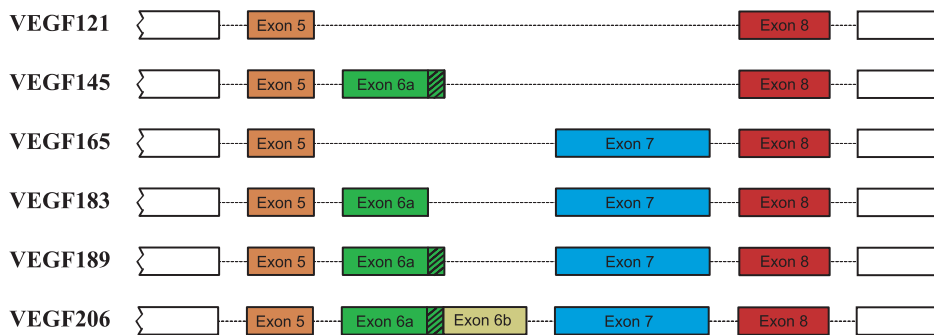 VEGF121 Exon 5 Exon 8
VEGF145 Exon 5 Exon 6a Exon 8
VEGF165 Exon 5 Exon 7 Exon 8
VEGF183 Exon 5 Exon 6a Exon 7 Exon 8
VEGF189 Exon 5 Exon 6a Exon 7 Exon 8
VEGF206 Exon 5 Exon 6a Exon 6b Exon 7 Exon 8